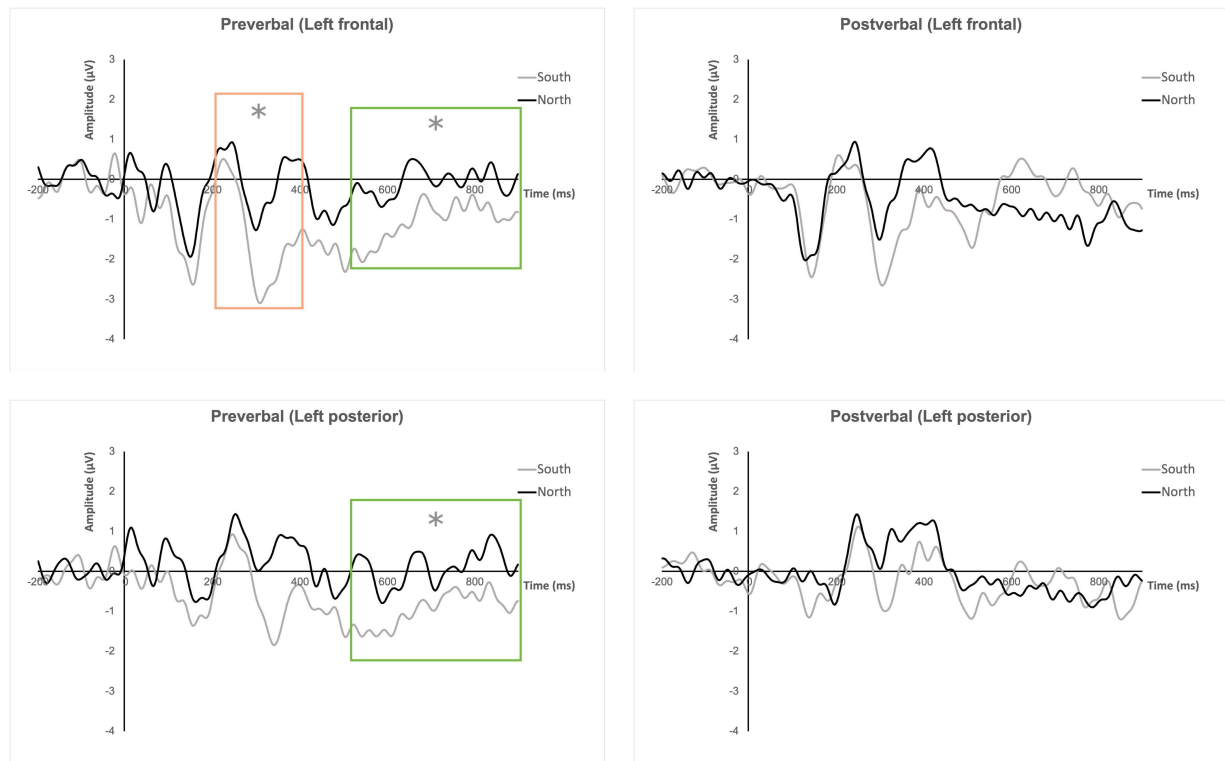 Preverbal (Left frontal)
Amplitude (µV)
3
2
1
0
-1
-2
-3
-4
-200
0
200
400
600
800
Time (ms)
South
North
*
*
Postverbal (Left frontal)
Amplitude (µV)
3
2
1
0
-1
-2
-3
-4
-200
0
200
400
600
800
Time (ms)
South
North
Preverbal (Left posterior)
Amplitude (µV)
3
2
1
0
-1
-2
-3
-4
-200
0
200
400
600
800
Time (ms)
South
North
*
Postverbal (Left posterior)
Amplitude (µV)
3
2
1
0
-1
-2
-3
-4
-200
0
200
400
600
800
Time (ms)
South
North